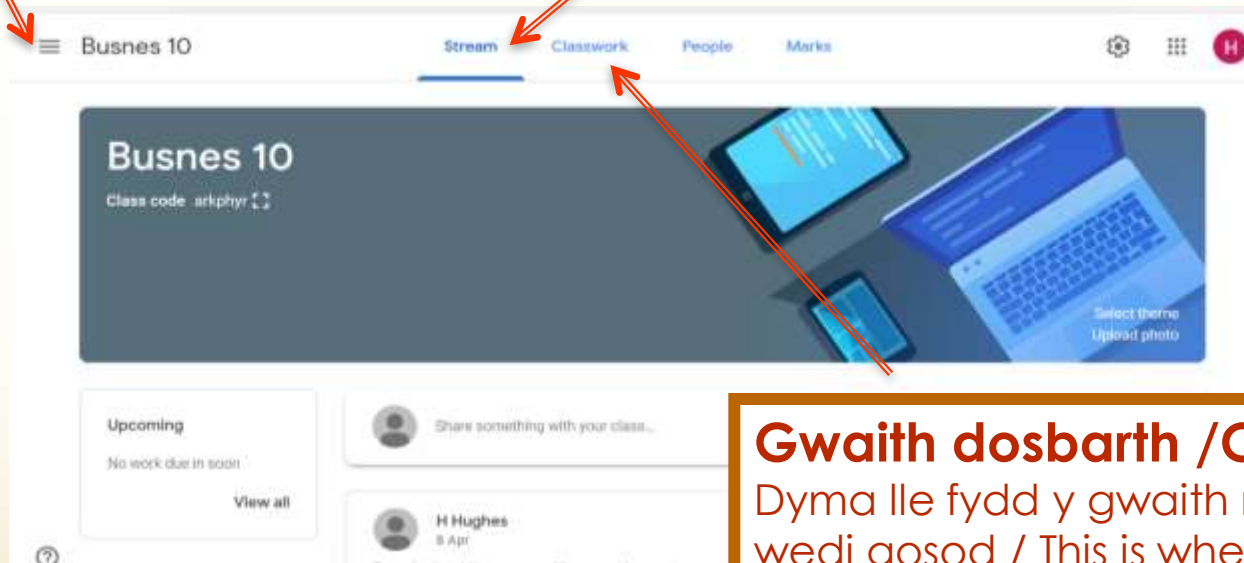 Busnes 10
Stream Classwork People Marks
H
Busnes 10
Class code arkphyr
Select theme
Upload photo
Upcoming
No work due in soon
View all
Share something with your class...
H Hughes
8 Apr
Gwaith dosbarth /
Dyma lle fydd y gwaith
wedi gosod / This is whe